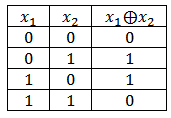 x₁ x₂ x₁⊕x₂
0 0 0
0 1 1
1 0 1
1 1 0